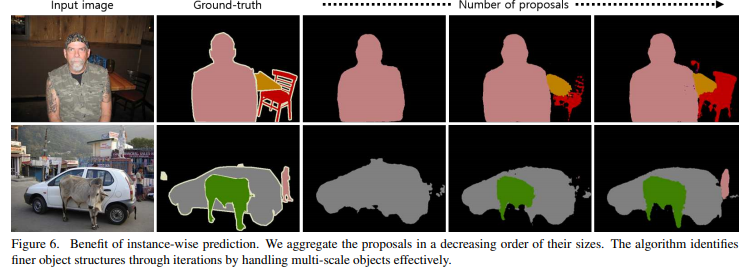 Input image
Ground-truth
Number of proposals
Figure 6. Benefit of instance-wise prediction. We aggregate the proposals in a decreasing order of their sizes. The algorithm identifies
finer object structures through iterations by handling multi-scale objects effectively.